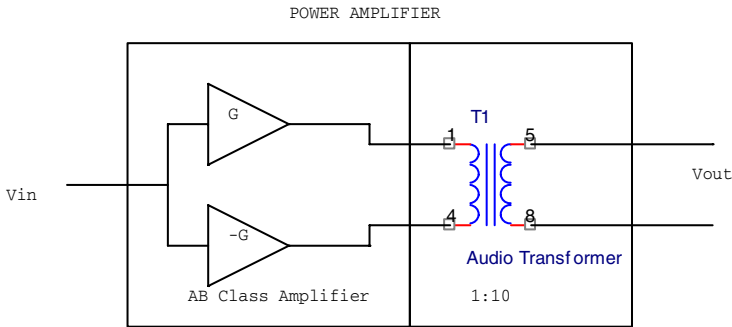 POWER AMPLIFIER
G
T1
1
5
Vin
Vout
4
8
-G
Audio Transformer
AB Class Amplifier
1:10